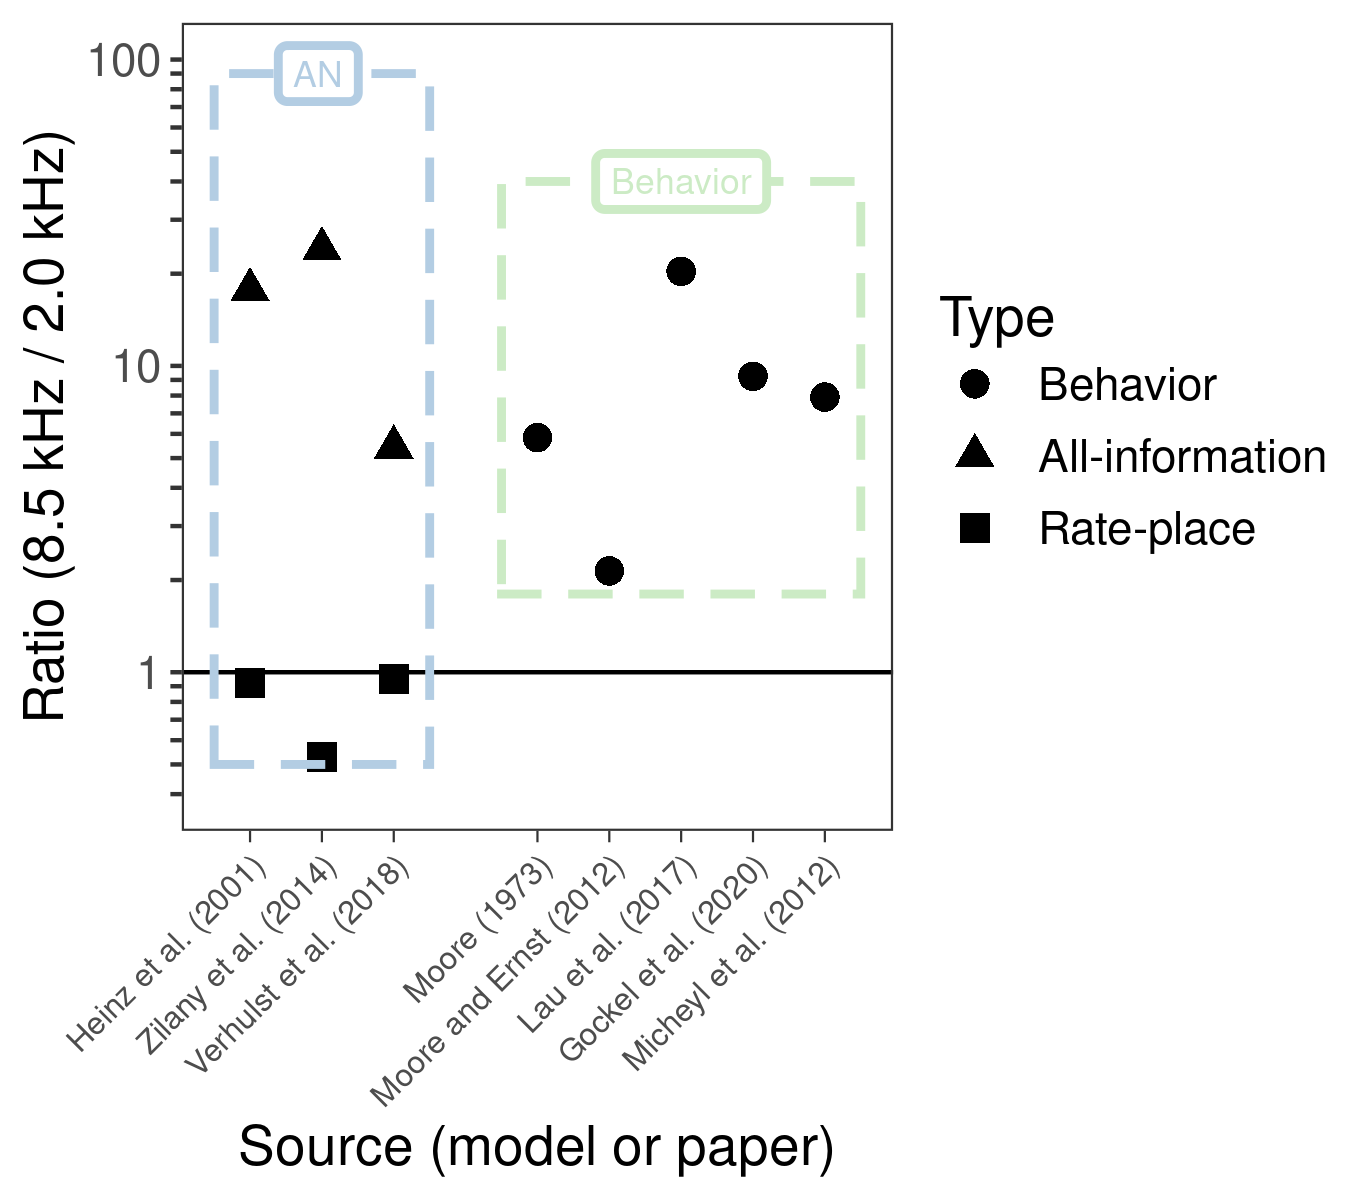 100
10
1
Ratio (8.5 kHz / 2.0 kHz)
AN
Behavior
Type
Behavior
All-information
Rate-place
Heinz et al. (2001)
Zilany et al. (2014)
Verhulst et al. (2018)
Moore (1973)
Moore and Ernst (2012)
Lau et al. (2017)
Gockel et al. (2020)
Micheyl et al. (2012)
Source (model or paper)